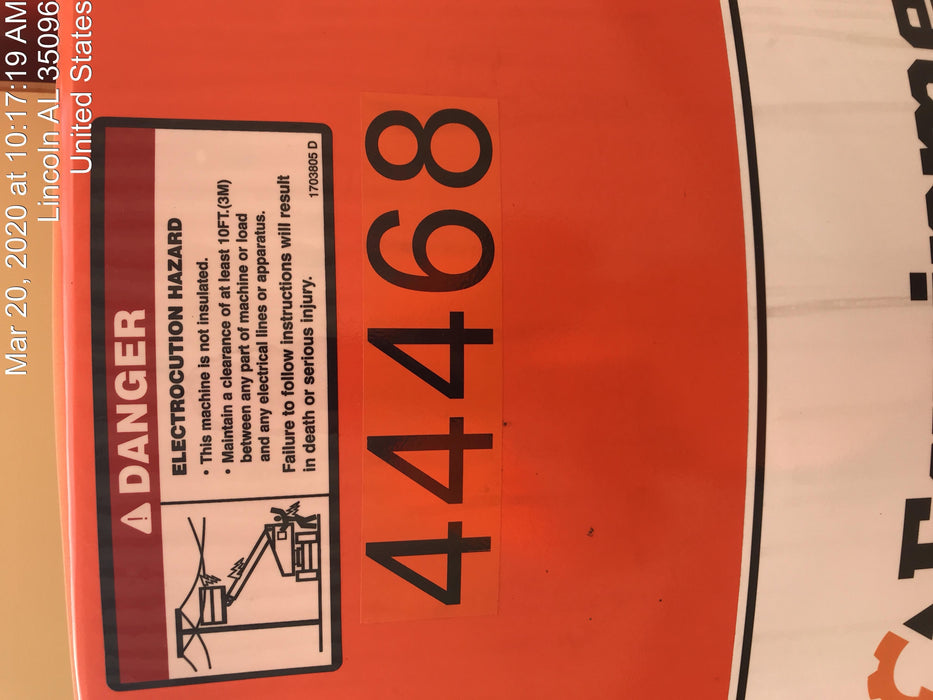 Mar 20, 2020 at 10:17:19 AM
Lincoln AL 35096
United States
DANGER
ELECTROCUTION HAZARD
• This machine is not insulated.
• Maintain a clearance of at least 10FT.(3M)
between any part of machine or load
and any electrical lines or apparatus.
Failure to follow instructions will result
in death or serious injury.
1703805 D
44468